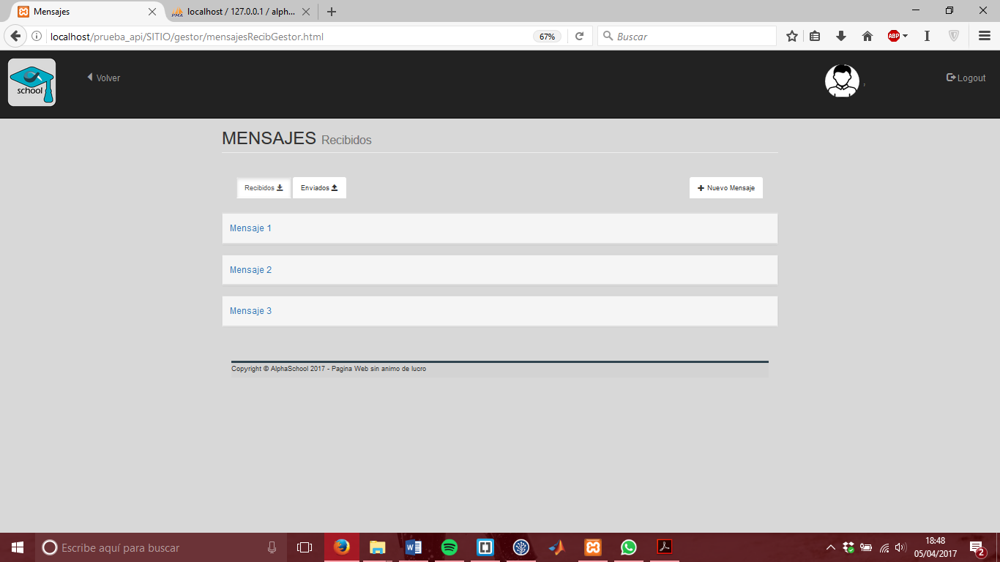 Mensajes
localhost / 127.0.0.1 / alph...
localhost/prueba_api/SITIO/gestor/mensajesRecibGestor.html
67%
Buscar
ABP
school
Volver
,
Logout
MENSAJES Recibidos
Recibidos
Enviados
Nuevo Mensaje
Mensaje 1
Mensaje 2
Mensaje 3
Copyright © AlphaSchool 2017 - Pagina Web sin animo de lucro
Escribe aquí para buscar
18:48
05/04/2017
2